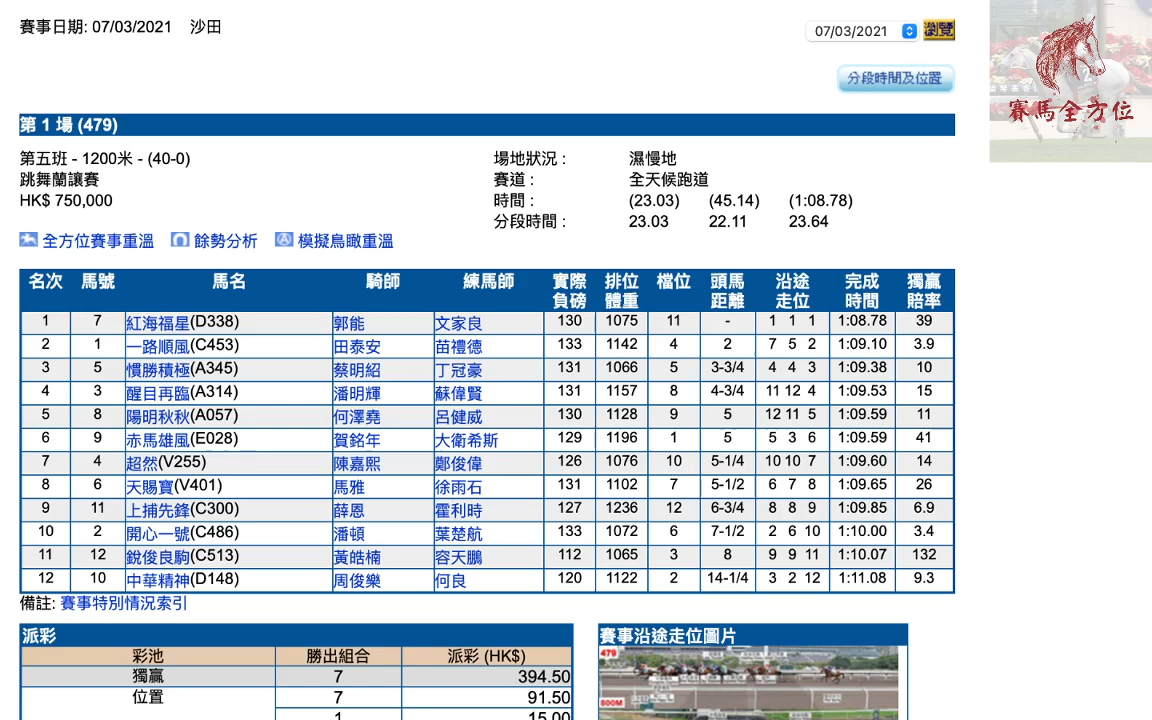 賽事日期: 07/03/2021 沙田
07/03/2021 瀏覽
分段時間及位置
賽馬全方位
第 1 場 (479)
第五班 - 1200米 - (40-0) 場地狀況 : 濕慢地
跳舞蘭讓賽 賽道 : 全天候跑道
HK$ 750,000 時間 : (23.03) (45.14) (1:08.78)
分段時間 : 23.03 22.11 23.64
全方位賽事重溫 餘勢分析 模擬鳥瞰重溫
名次 馬號 馬名 騎師 練馬師 實際負磅 排位體重 檔位 頭馬距離 沿途走位 完成時間 獨贏賠率
1 7 紅海福星(D338) 郭能 文家良 130 1075 11 - 1 1 1 1:08.78 39
2 1 一路順風(C453) 田泰安 苗禮德 133 1142 4 2 7 5 2 1:09.10 3.9
3 5 慣勝積極(A345) 蔡明紹 丁冠豪 131 1066 5 3-3/4 4 4 3 1:09.38 10
4 3 醒目再臨(A314) 潘明輝 蘇偉賢 131 1157 8 4-3/4 11 12 4 1:09.53 15
5 8 陽明秋秋(A057) 何澤堯 呂健威 130 1128 9 5 12 11 5 1:09.59 11
6 9 赤馬雄風(E028) 賀銘年 大衛希斯 129 1196 1 5 5 3 6 1:09.59 41
7 4 超然(V255) 陳嘉熙 鄭俊偉 126 1076 10 5-1/4 10 10 7 1:09.60 14
8 6 天賜寶(V401) 馬雅 徐雨石 131 1102 7 5-1/2 6 7 8 1:09.65 26
9 11 上捕先鋒(C300) 薛恩 霍利時 127 1236 12 6-3/4 8 8 9 1:09.85 6.9
10 2 開心一號(C486) 潘頓 葉楚航 133 1072 6 7-1/2 2 6 10 1:10.00 3.4
11 12 銳俊良駒(C513) 黃皓楠 容天鵬 112 1065 3 8 9 9 11 1:10.07 132
12 10 中華精神(D148) 周俊樂 何良 120 1122 2 14-1/4 3 2 12 1:11.08 9.3
備註: 賽事特別情況索引
派彩 賽事沿途走位圖片
彩池 勝出組合 派彩 (HK$)
獨贏 7 394.50
位置 7 91.50
1 15.00
479
800M